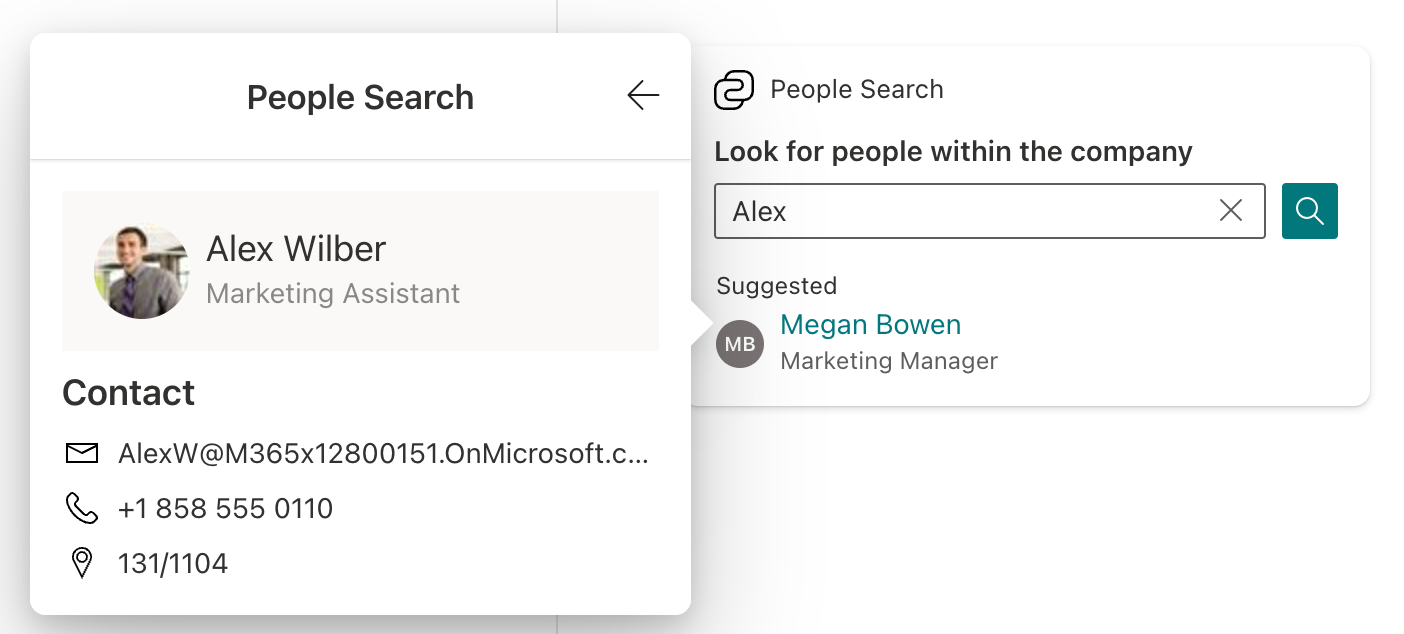 People Search
Alex Wilber
Marketing Assistant
Contact
AlexW@M365x12800151.OnMicrosoft.c...
+1 858 555 0110
131/1104
People Search
Look for people within the company
Alex
Suggested
MB
Megan Bowen
Marketing Manager